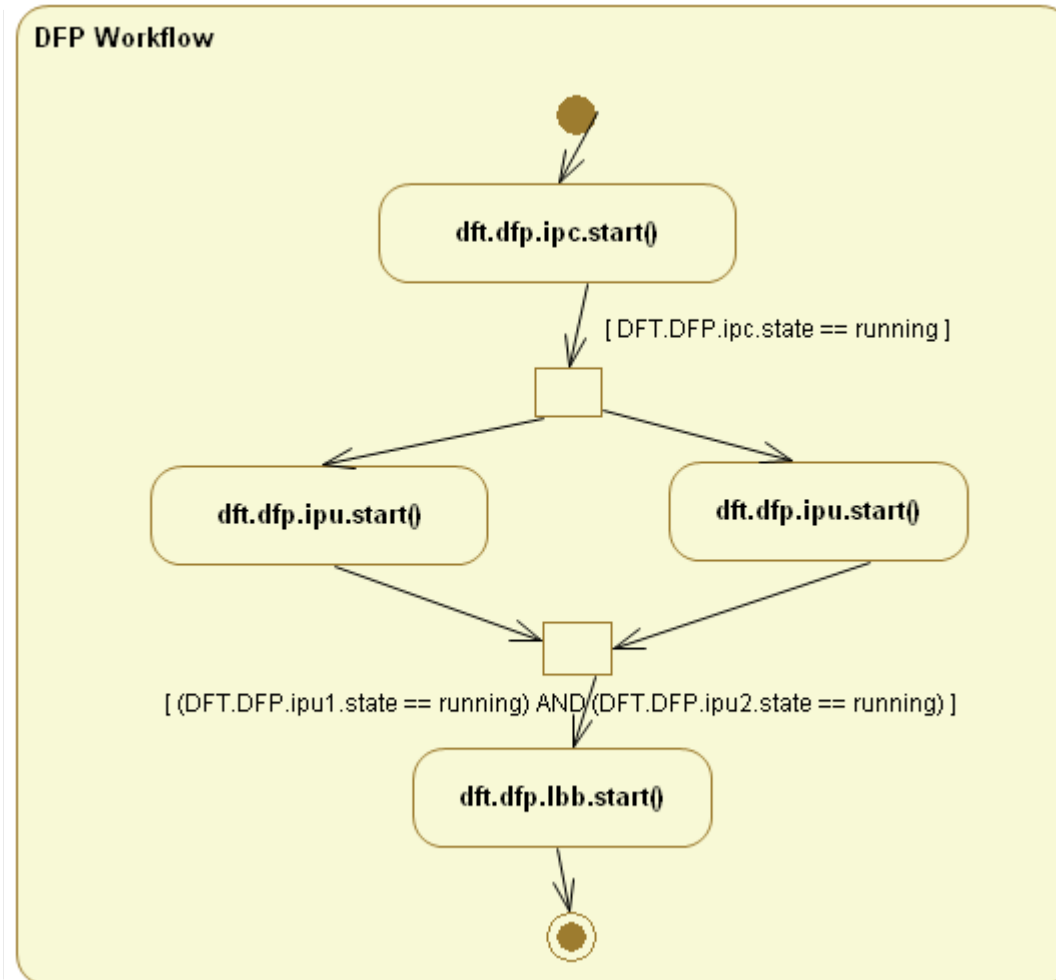 DFP Workflow
dft.dfp.ipc.start()
[ DFT.DFP.ipc.state == running ]
dft.dfp.ipu.start()
dft.dfp.ipu.start()
[ (DFT.DFP.ipu1.state == running) AND (DFT.DFP.ipu2.state == running) ]
dft.dfp.lbb.start()